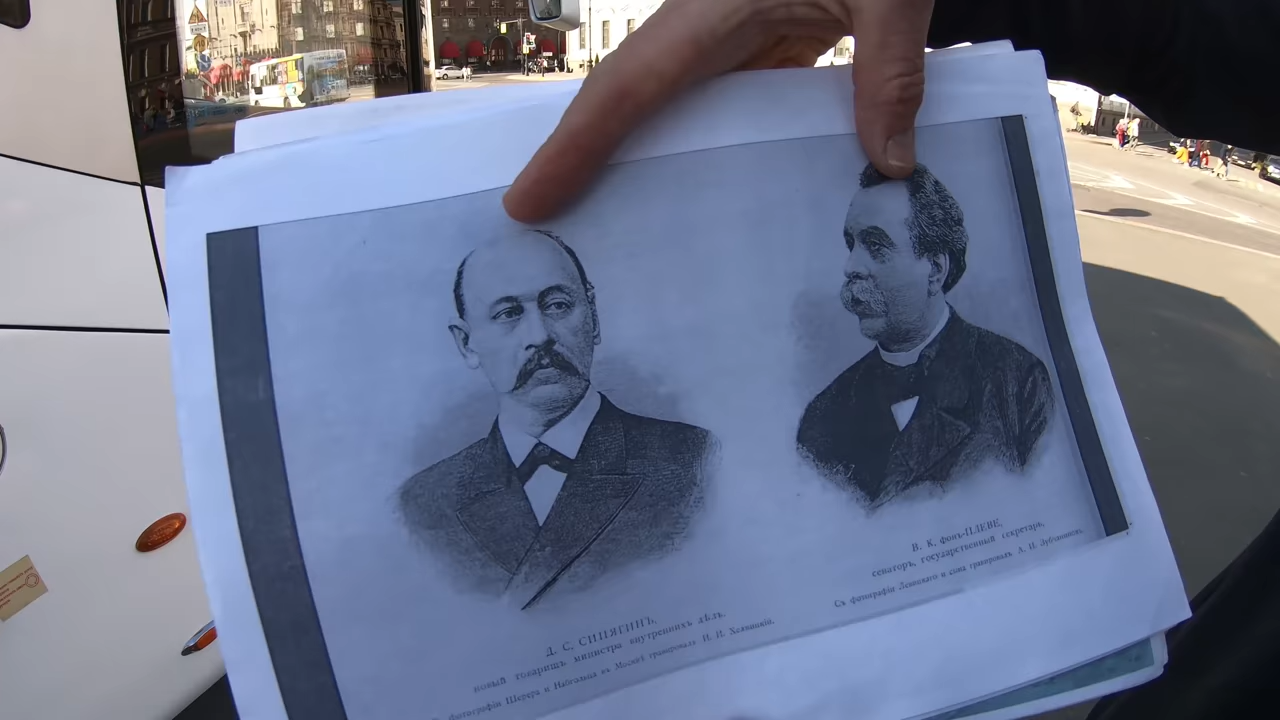 Д. С. СИПЯГИНЪ,
новый товарищъ министра внутреннихъ дѣлъ.
фотографіи Шерера и Набгольца въ Москвѣ гравировалъ И. И. Хелмицкій.
В. К. фонъ-ПЛЕВЕ,
сенаторъ, государственный секретарь.
Съ фотографіи Левицкаго и сына гравировалъ А. И. Зубчаниновъ.